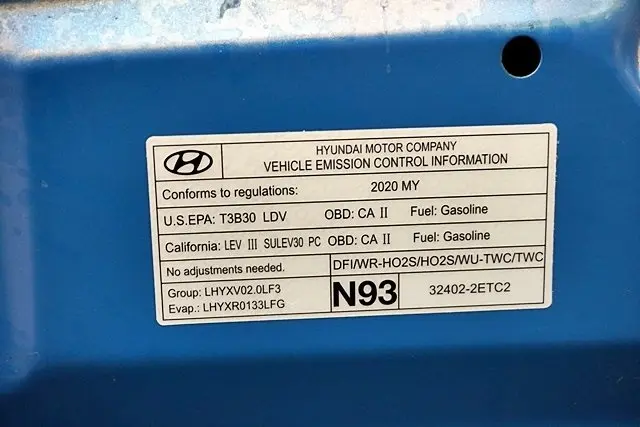 HYUNDAI MOTOR COMPANY
VEHICLE EMISSION CONTROL INFORMATION
Conforms to regulations: 2020 MY
U.S.EPA: T3B30 LDV OBD: CA II Fuel: Gasoline
California: LEV III SULEV30 PC OBD: CA II Fuel: Gasoline
No adjustments needed. DFI/WR-HO2S/HO2S/WU-TWC/TWC
Group: LHYXV02.0LF3
Evap.: LHYXR0133LFG
N93
32402-2ETC2